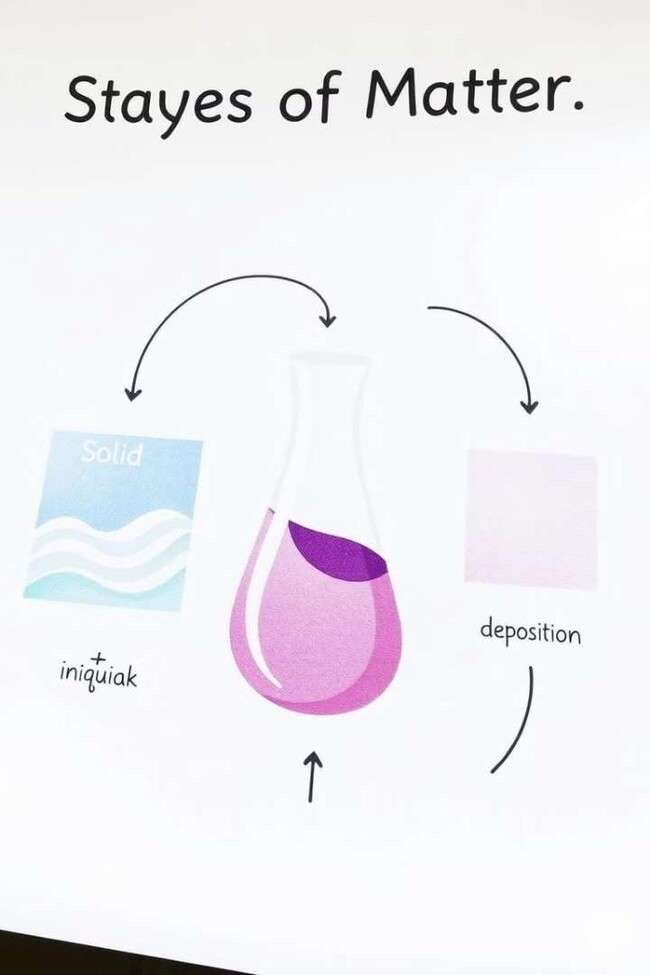 Stayes of Matter.
Solid
iniquiak
deposition